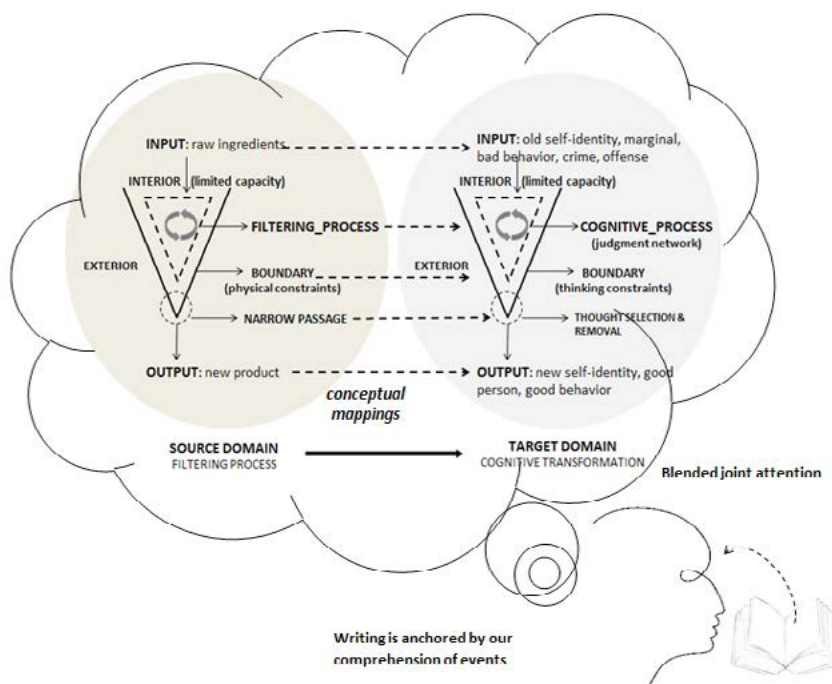 INPUT: raw ingredients
INTERIOR (limited capacity)
FILTERING_PROCESS
EXTERIOR
BOUNDARY
(physical constraints)
NARROW PASSAGE
OUTPUT: new product
SOURCE DOMAIN
FILTERING PROCESS
conceptual
mappings
INPUT: old self-identity, marginal,
bad behavior, crime, offense
INTERIOR (limited capacity)
COGNITIVE_PROCESS
(judgment network)
EXTERIOR
BOUNDARY
(thinking constraints)
THOUGHT SELECTION &
REMOVAL
OUTPUT: new self-identity, good
person, good behavior
TARGET DOMAIN
COGNITIVE TRANSFORMATION
Blended joint attention
Writing is anchored by our
comprehension of events